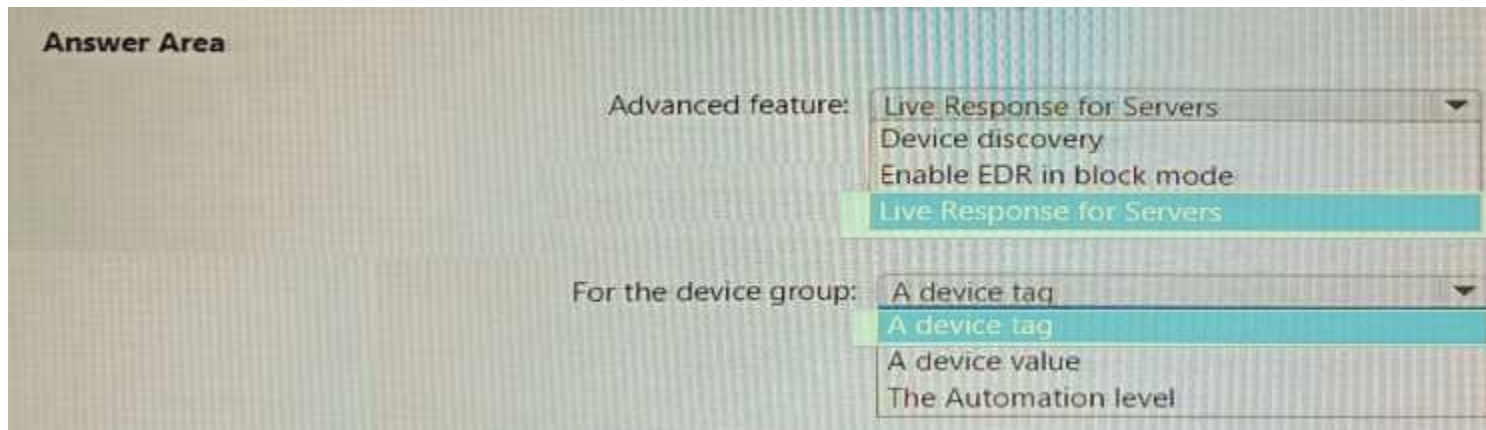 Answer Area
Advanced feature: Live Response for Servers
Device discovery
Enable EDR in block mode
Live Response for Servers
For the device group: A device tag
A device tag
A device value
The Automation level